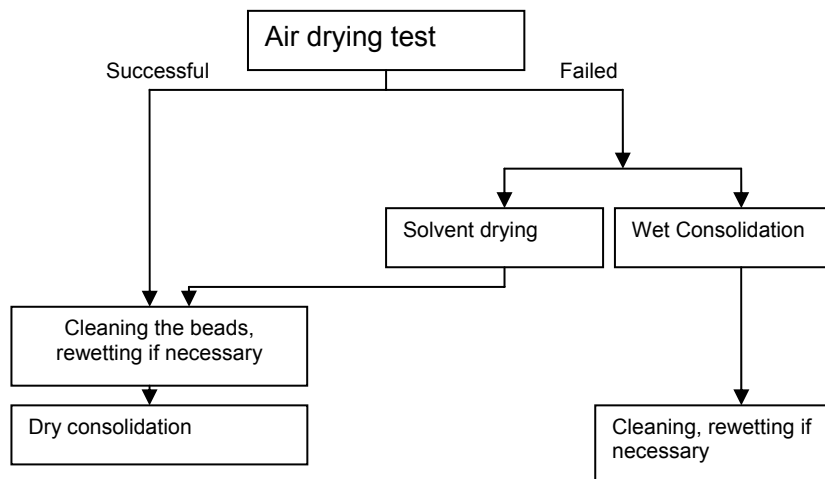 Air drying test
Successful
Failed
Solvent drying
Wet Consolidation
Cleaning the beads,
rewetting if necessary
Dry consolidation
Cleaning, rewetting if
necessary